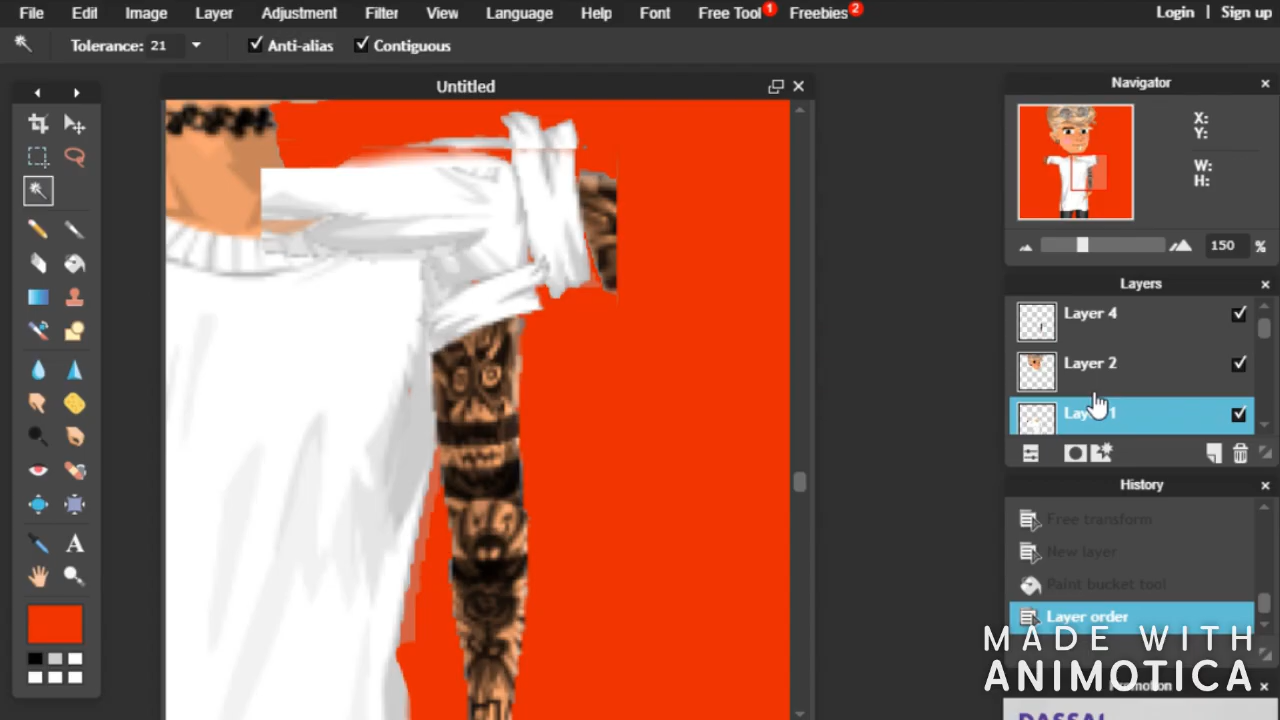 File Edit Image Layer Adjustment Filter View Language Help Font Free Tool 1 Freebies 2 Login | Sign up
Tolerance: 21 Anti-alias Contiguous
Untitled
Navigator
X:
Y:
W:
H:
150 %
Layers
Layer 4
Layer 2
Layer 1
History
Free transform
New layer
Paint bucket tool
Layer order
MADE WITH
ANIMOTICA
Promotion